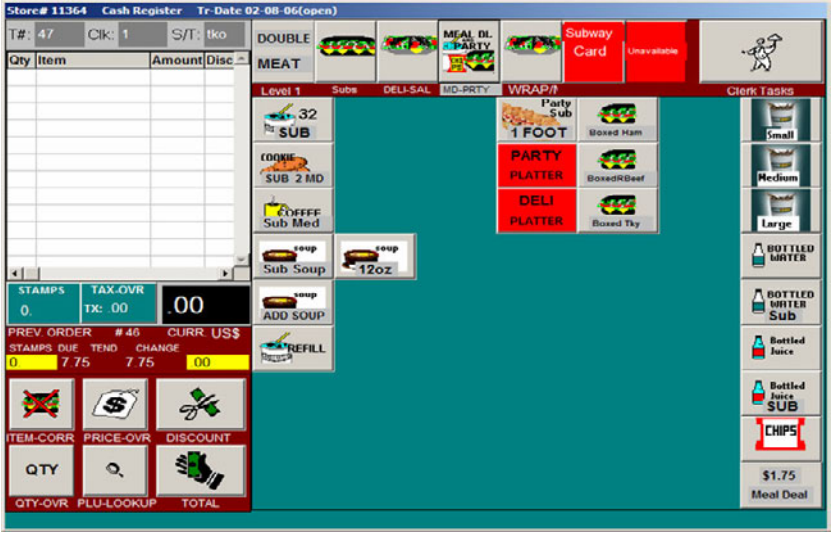 Store# 11364 Cash Register Tr-Date 02-08-06(open)
T#: 47 Clk: 1 S/T: tko
Qty Item Amount Disc
STAMPS TAX-OVR
0. TX: .00 .00
PREV. ORDER # 46 CURR. US$
STAMPS DUE TEND CHANGE
0. 7.75 7.75 .00
ITEM-CORR PRICE-OVR DISCOUNT
QTY
QTY-OVR PLU-LOOKUP TOTAL
DOUBLE
MEAT
MEAL DL
AND
PARTY
Subway
Card
Unavailable
Level 1 Subs DELI-SAL MD-PRTY WRAP/N Clerk Tasks
32
SUB
COOKIE
SUB 2 MD
COFFEE
Sub Med
soup
Sub Soup
soup
12oz
soup
ADD SOUP
REFILL
Party
Sub
1 FOOT
Boxed Ham
PARTY
PLATTER
BoxedRBeef
DELI
PLATTER
Boxed Tky
Small
Medium
Large
BOTTLED
WATER
BOTTLED
WATER
Sub
Bottled
Juice
Bottled
Juice
SUB
CHIPS
$1.75
Meal Deal